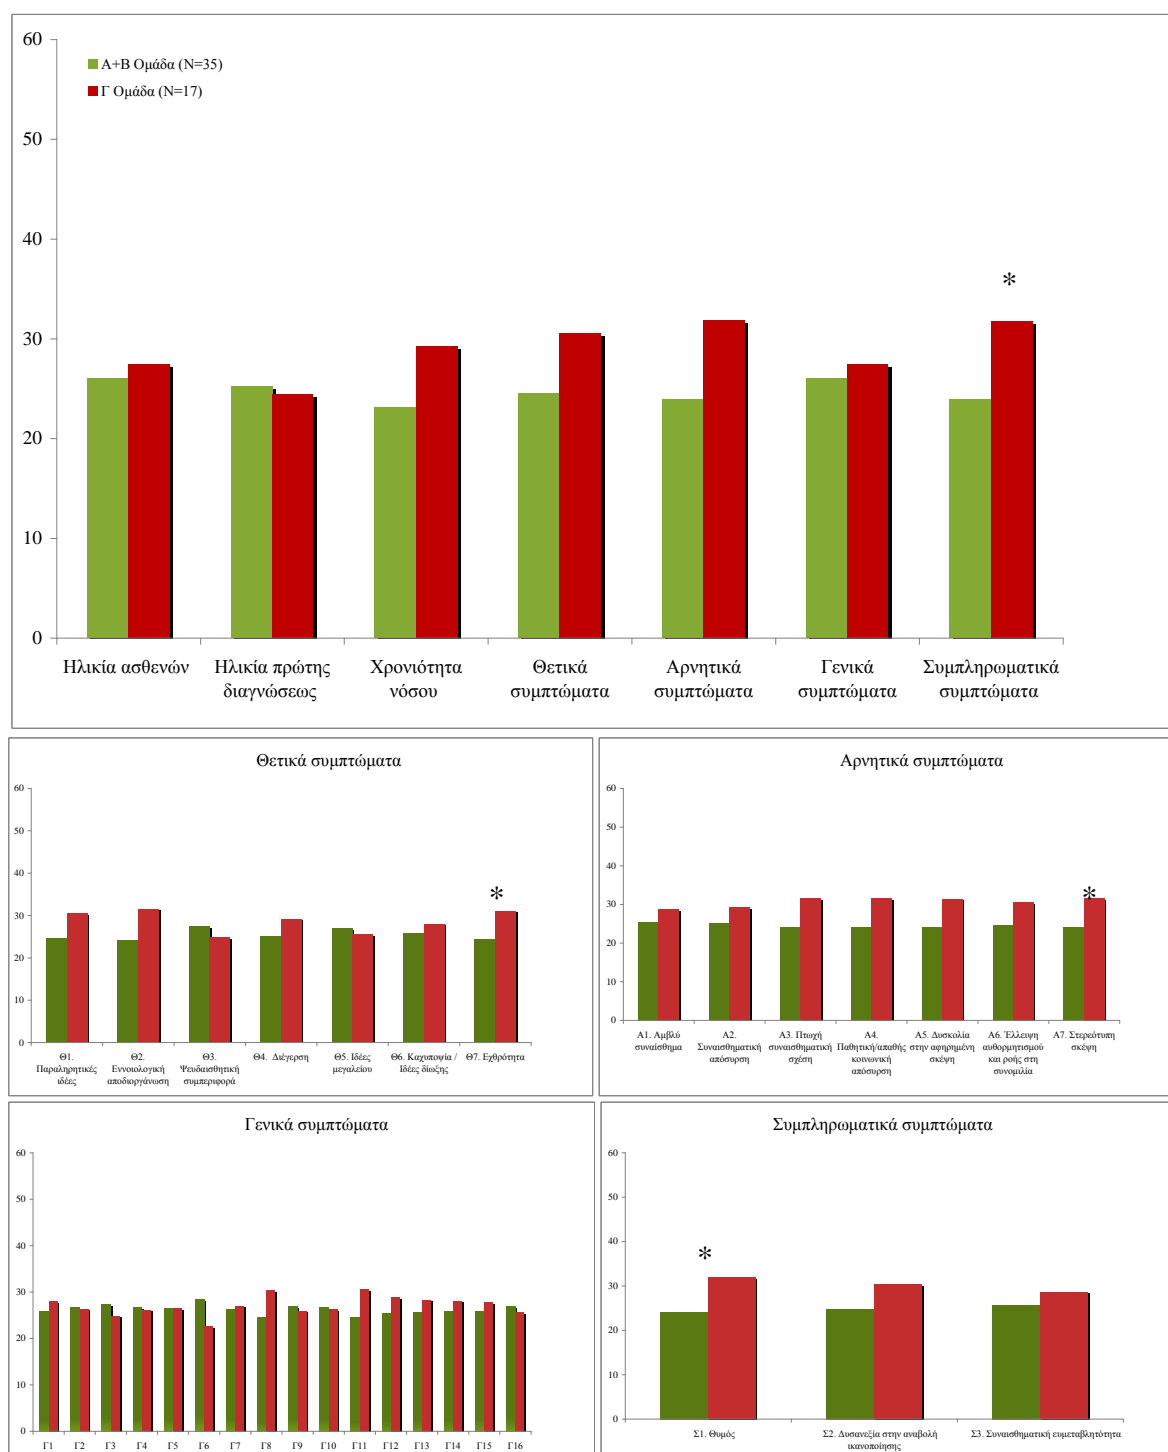 60
50
40
30
20
10
0
Α+Β Ομάδα (Ν=35)
Γ Ομάδα (Ν=17)
*
Ηλικία ασθενών
Ηλικία πρώτης
διαγνώσεως
Χρονιότητα
νόσου
Θετικά
συμπτώματα
Αρνητικά
συμπτώματα
Γενικά
συμπτώματα
Συμπληρωματικά
συμπτώματα
Θετικά συμπτώματα
60
50
40
30
20
10
0
*
Θ1.
Παραληρητικές
ιδέες
Θ2.
Εννοιολογική
αποδιοργάνωση
Θ3.
Ψευδαισθητική
συμπεριφορά
Θ4. Διέγερση
Θ5. Ιδέες
μεγαλείου
Θ6. Καχυποψία /
Ιδέες δίωξης
Θ7. Εχθρότητα
Αρνητικά συμπτώματα
60
50
40
30
20
10
0
*
Α1. Αμβλύ
συναίσθημα
Α2.
Συναισθηματική
απόσυρση
Α3. Πτωχή
συναισθηματική
σχέση
Α4.
Παθητική/απαθής
κοινωνική
απόσυρση
Α5. Δυσκολία
στην αφηρημένη
σκέψη
Α6. Έλλειψη
αυθορμητισμού
και ροής στη
συνομιλία
Α7. Στερεότυπη
σκέψη
Γενικά συμπτώματα
60
50
40
30
20
10
0
Γ1 Γ2 Γ3 Γ4 Γ5 Γ6 Γ7 Γ8 Γ9 Γ10 Γ11 Γ12 Γ13 Γ14 Γ15 Γ16
Συμπληρωματικά συμπτώματα
60
50
40
30
20
10
0
*
Σ1. Θυμός
Σ2. Δυσανεξία στην αναβολή
ικανοποίησης
Σ3. Συναισθηματική ευμεταβλητότητα